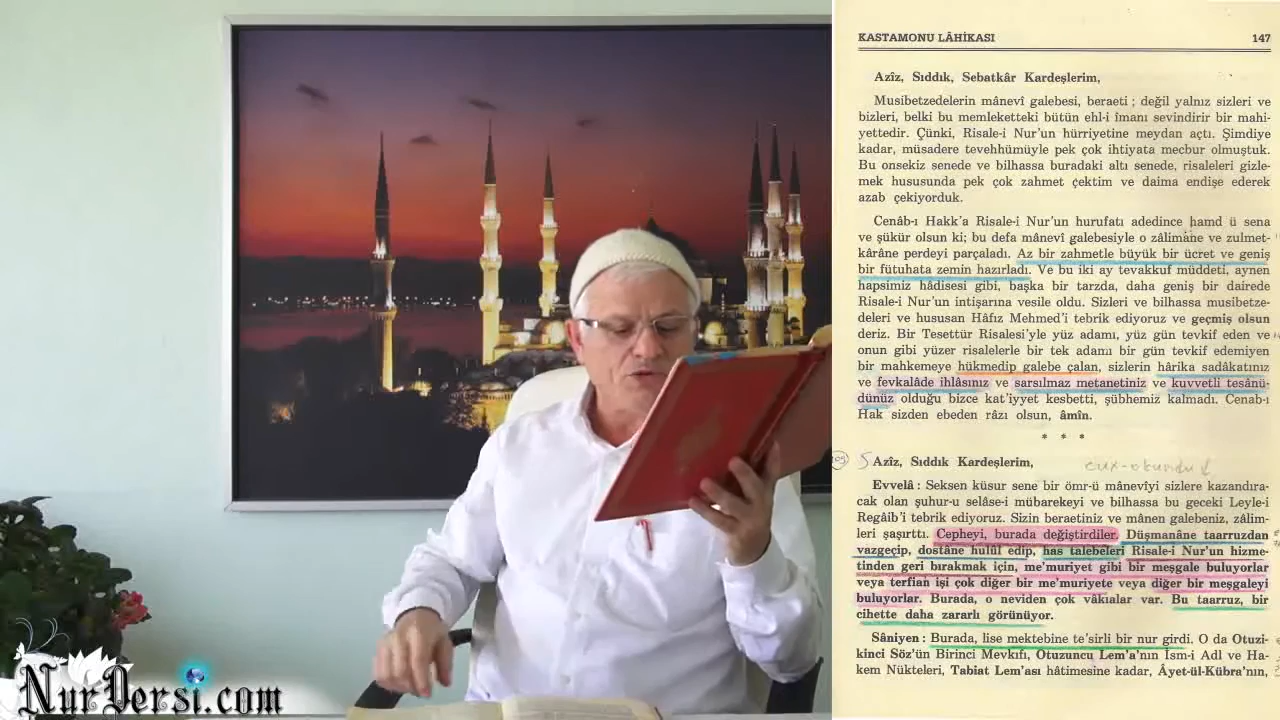 KASTAMONU LÂHİKASI 147
Azîz, Sıddık, Sebatkâr Kardeşlerim,
Musibetzedelerin mânevî galebesi, beraeti ; değil yalnız sizleri ve
bizleri, belki bu memleketteki bütün ehl-i îmanı sevindirir bir mahi-
yettedir. Çünki, Risale-i Nur'un hürriyetine meydan açtı. Şimdiye
kadar, müsadere tevehhümüyle pek çok ihtiyata mecbur olmuştuk.
Bu onsekiz senede ve bilhassa buradaki altı senede, risaleleri gizle-
mek hususunda pek çok zahmet çektim ve daima endişe ederek
azab çekiyorduk.
Cenâb-ı Hakk'a Risale-i Nur'un hurufatı adedince hamd ü sena
ve şükür olsun ki; bu defa mânevî galebesiyle o zâlimâne ve zulmet-
kârâne perdeyi parçaladı. Az bir zahmetle büyük bir ücret ve geniş
bir fütuhata zemin hazırladı. Ve bu iki ay tevakkuf müddeti, aynen
hapsimiz hâdisesi gibi, başka bir tarzda, daha geniş bir dairede
Risale-i Nur'un intişarına vesile oldu. Sizleri ve bilhassa musibetze-
deleri ve hususan Hâfız Mehmed'i tebrik ediyoruz ve geçmiş olsun
deriz. Bir Tesettür Risalesi'yle yüz adamı, yüz gün tevkif eden ve
onun gibi yüzer risalelerle bir tek adamı bir gün tevkif edemiyen
bir mahkemeye hükmedip galebe çalan, sizlerin hârika sadâkatınız
ve fevkalâde ihlâsınız ve sarsılmaz metanetiniz ve kuvvetli tesânü-
dünüz olduğu bizce kat'iyyet kesbetti, şübhemiz kalmadı. Cenab-ı
Hak sizden ebeden râzı olsun, âmîn.
* * *
Azîz, Sıddık Kardeşlerim,
Evvelâ : Seksen küsur sene bir ömr-ü mânevîyi sizlere kazandıra-
cak olan şuhur-u selâse-i mübarekeyi ve bilhassa bu geceki Leyle-i
Regâib'i tebrik ediyoruz. Sizin beraetiniz ve mânen galebeniz, zâlim-
leri şaşırttı. Cepheyi, burada değiştirdiler. Düşmanâne taarruzdan
vazgeçip, dostâne hulûl edip, has talebeleri Risale-i Nur'un hizme-
tinden geri bırakmak için, me'muriyet gibi bir meşgale buluyorlar
veya terfian işi çok diğer bir me'muriyete veya diğer bir meşgaleyi
buluyorlar. Burada, o neviden çok vâkıalar var. Bu taarruz, bir
cihette daha zararlı görünüyor.
Sâniyen : Burada, lise mektebine te'sirli bir nur girdi. O da Otuzi-
kinci Söz'ün Birinci Mevkıfı, Otuzuncu Lem'a'nın İsm-i Adl ve Ha-
kem Nükteleri, Tabiat Lem'ası hâtimesine kadar, Âyet-ül-Kübra'nın,
NurDersi.com